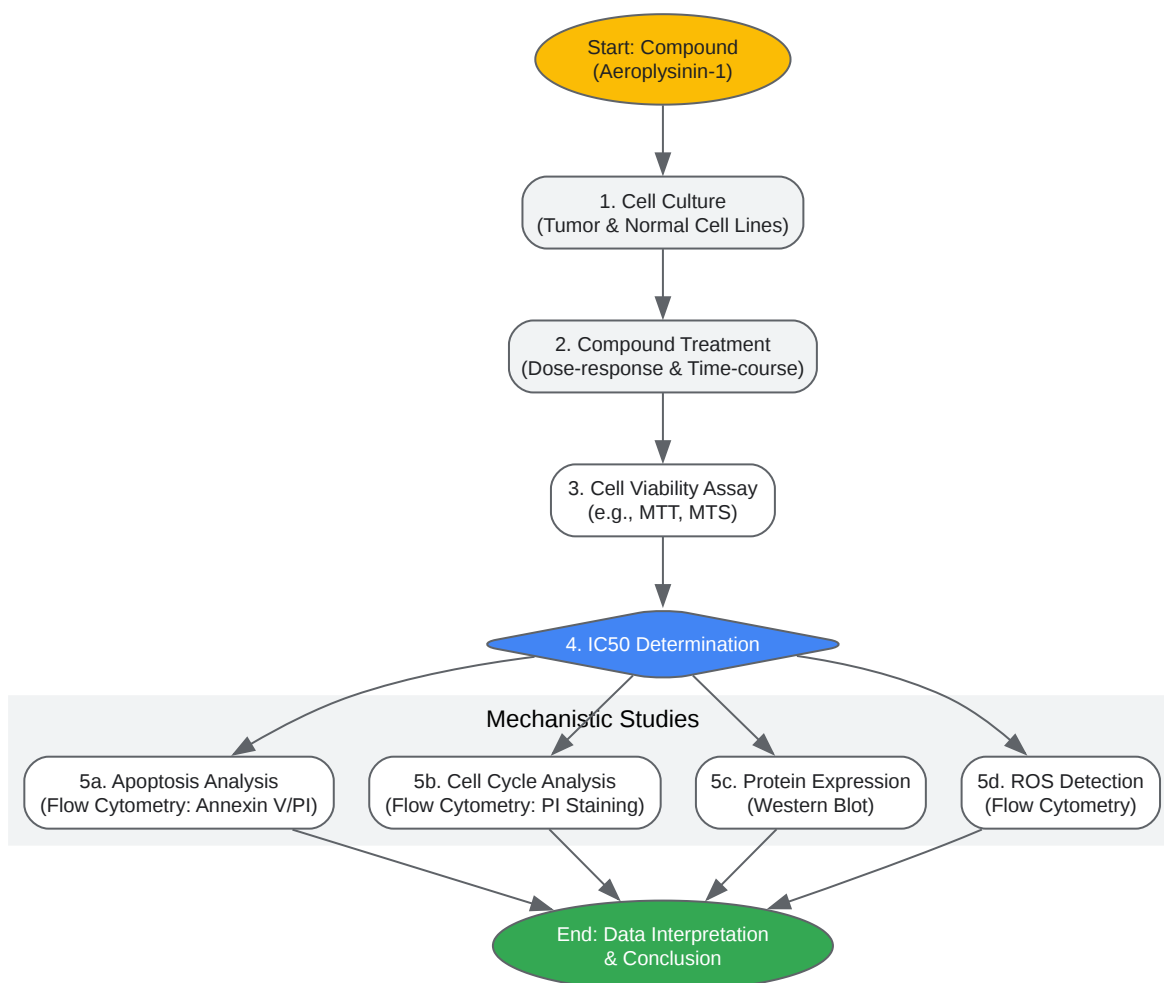 Start: Compound
(Aeroplysinin-1)
1. Cell Culture
(Tumor & Normal Cell Lines)
2. Compound Treatment
(Dose-response & Time-course)
3. Cell Viability Assay
(e.g., MTT, MTS)
4. IC50 Determination
Mechanistic Studies
5a. Apoptosis Analysis
(Flow Cytometry: Annexin V/PI)
5b. Cell Cycle Analysis
(Flow Cytometry: PI Staining)
5c. Protein Expression
(Western Blot)
5d. ROS Detection
(Flow Cytometry)
End: Data Interpretation
& Conclusion